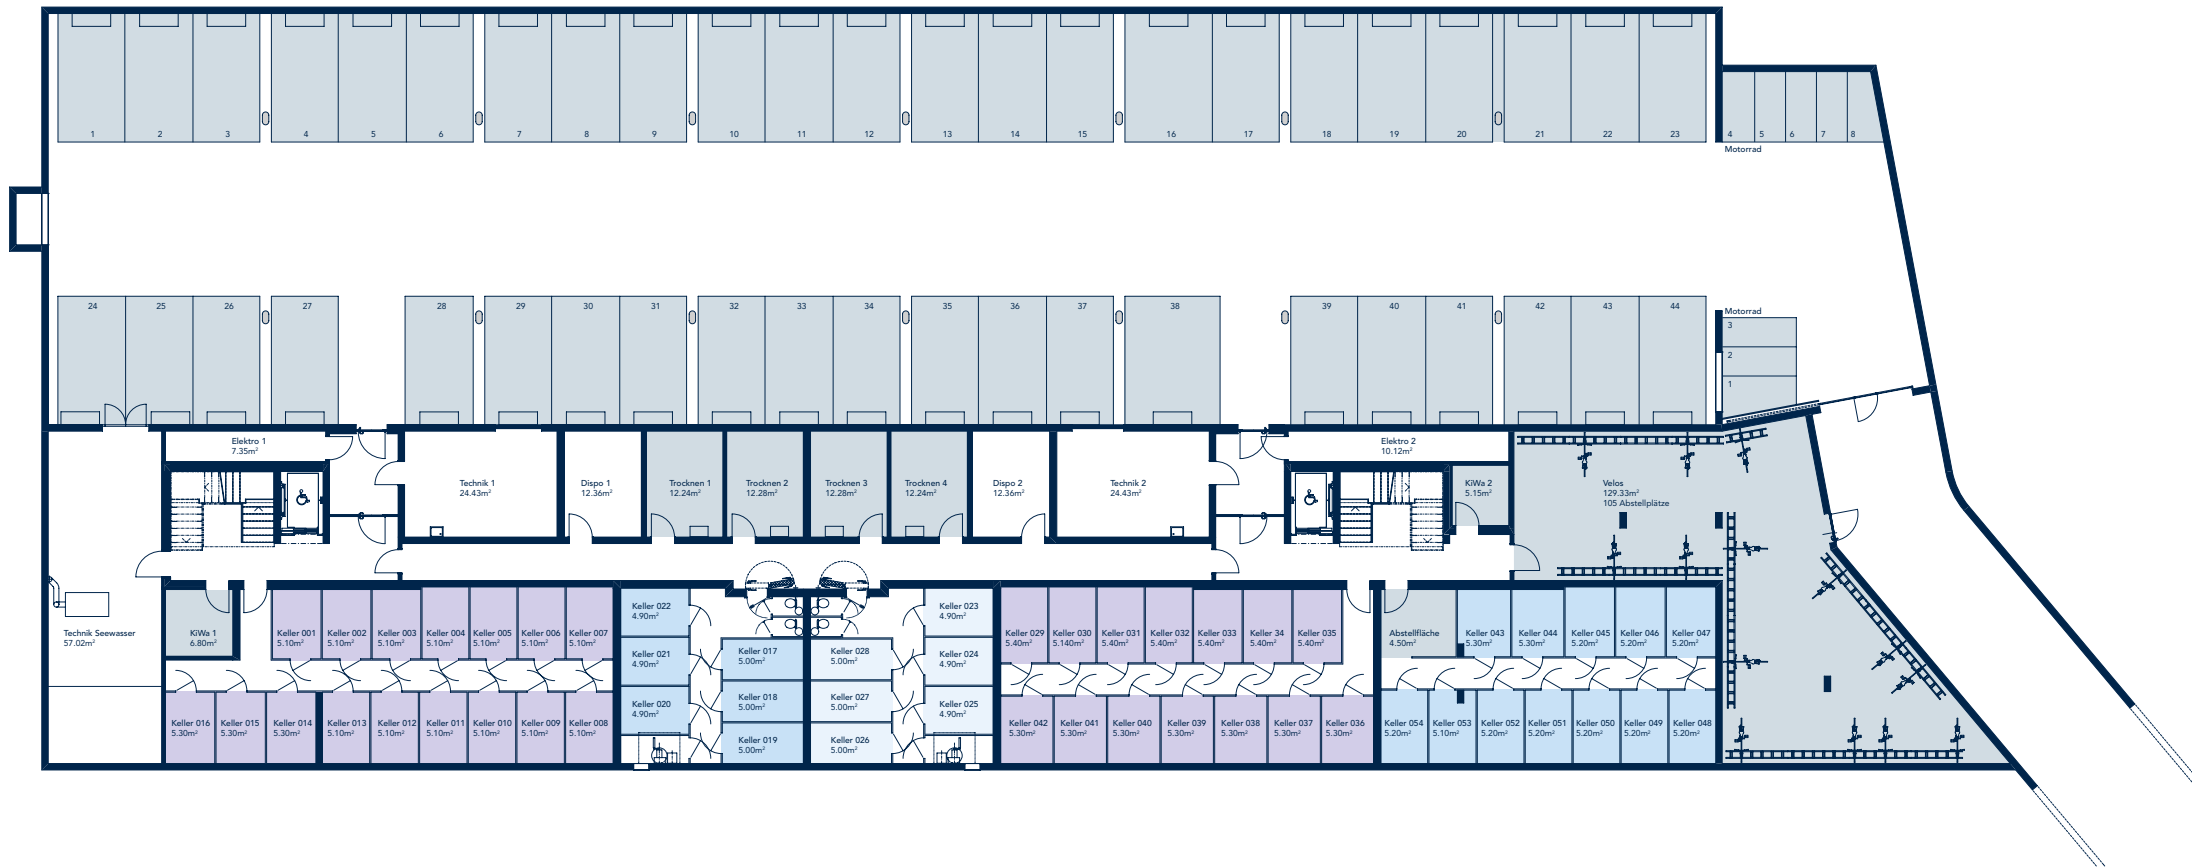 1 2 3 4 5 6 7 8 9 10 11 12 13 14 15 16 17 18 19 20 21 22 23
4 5 6 7 8
Motorrad
24 25 26 27 28 29 30 31 32 33 34 35 36 37 38 39 40 41 42 43 44
Motorrad
3
2
1
Elektro 1
7.35m²
Elektro 2
10.12m²
Technik 1
24.43m²
Dispo 1
12.36m²
Trocknen 1
12.24m²
Trocknen 2
12.28m²
Trocknen 3
12.28m²
Trocknen 4
12.24m²
Dispo 2
12.36m²
Technik 2
24.43m²
KiWa 2
5.15m²
Velos
129.33m²
105 Abstellplätze
Technik Seewasser
57.02m²
KiWa 1
6.80m²
Keller 001
5.10m²
Keller 002
5.10m²
Keller 003
5.10m²
Keller 004
5.10m²
Keller 005
5.10m²
Keller 006
5.10m²
Keller 007
5.10m²
Keller 022
4.90m²
Keller 021
4.90m²
Keller 020
4.90m²
Keller 017
5.00m²
Keller 018
5.00m²
Keller 019
5.00m²
Keller 028
5.00m²
Keller 027
5.00m²
Keller 026
5.00m²
Keller 023
4.90m²
Keller 024
4.90m²
Keller 025
4.90m²
Keller 029
5.40m²
Keller 030
5.140m²
Keller 031
5.40m²
Keller 032
5.40m²
Keller 033
5.40m²
Keller 34
5.40m²
Keller 035
5.40m²
Abstellfläche
4.50m²
Keller 043
5.30m²
Keller 044
5.30m²
Keller 045
5.20m²
Keller 046
5.20m²
Keller 047
5.20m²
Keller 016
5.30m²
Keller 015
5.30m²
Keller 014
5.30m²
Keller 013
5.10m²
Keller 012
5.10m²
Keller 011
5.10m²
Keller 010
5.10m²
Keller 009
5.10m²
Keller 008
5.10m²
Keller 042
5.30m²
Keller 041
5.30m²
Keller 040
5.30m²
Keller 039
5.30m²
Keller 038
5.30m²
Keller 037
5.30m²
Keller 036
5.30m²
Keller 054
5.20m²
Keller 053
5.10m²
Keller 052
5.20m²
Keller 051
5.20m²
Keller 050
5.20m²
Keller 049
5.20m²
Keller 048
5.20m²